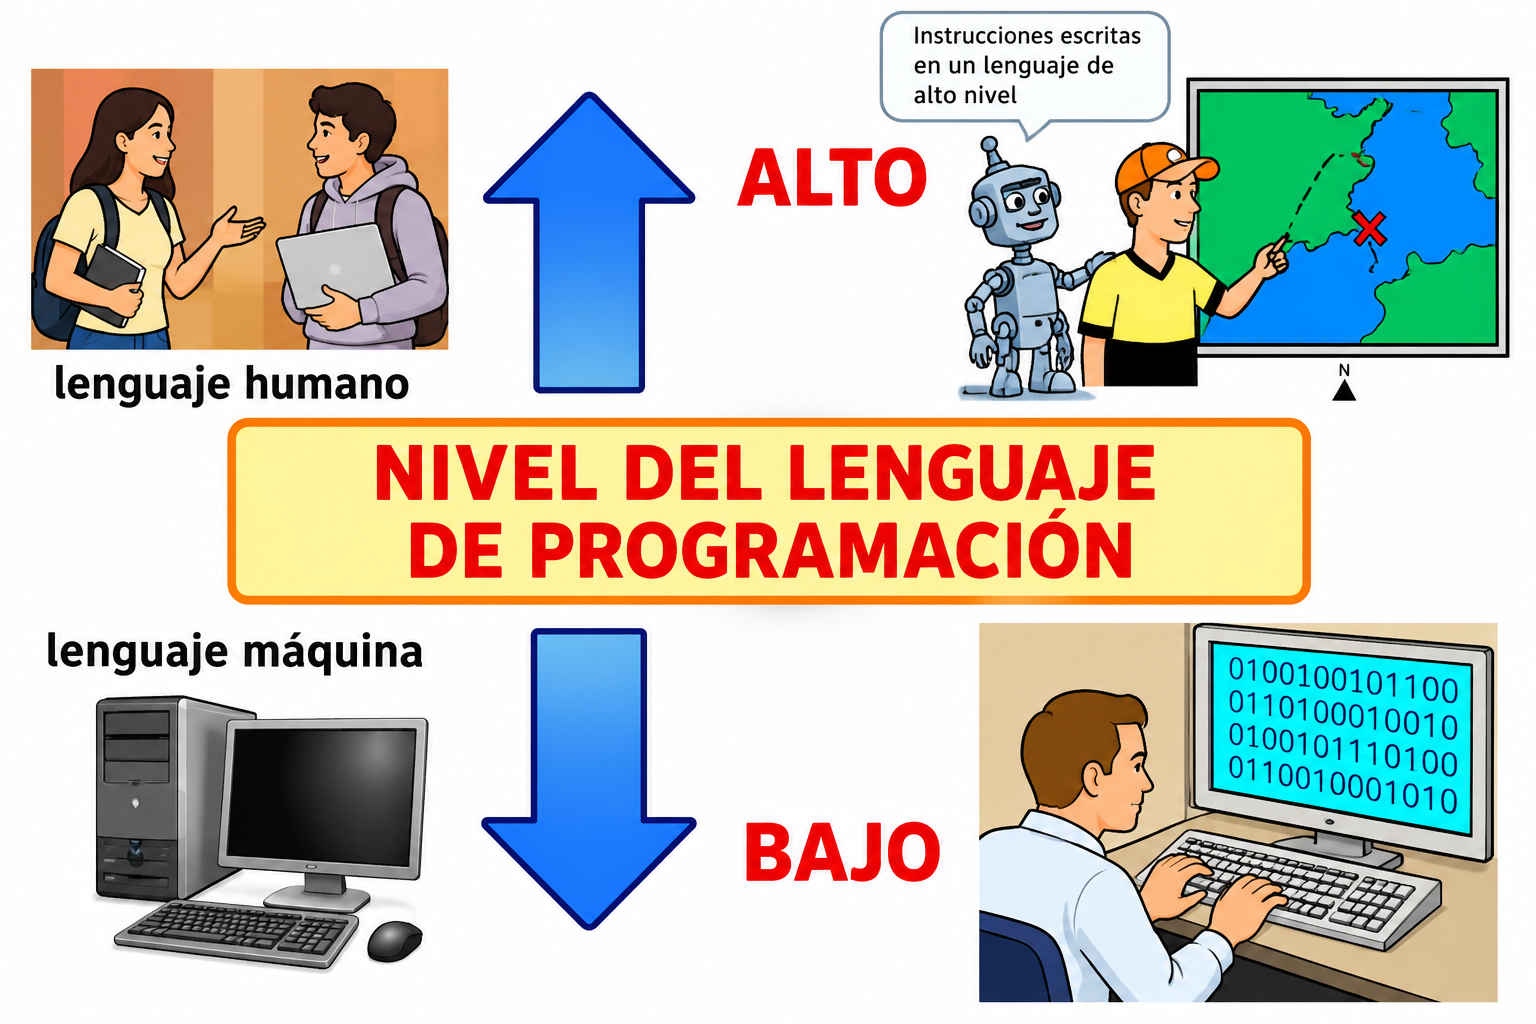 Instrucciones escritas
en un lenguaje de
alto nivel
ALTO
lenguaje humano
N
NIVEL DEL LENGUAJE
DE PROGRAMACIÓN
lenguaje máquina
BAJO
0100100101100
0110100010010
0100101110100
0110010001010